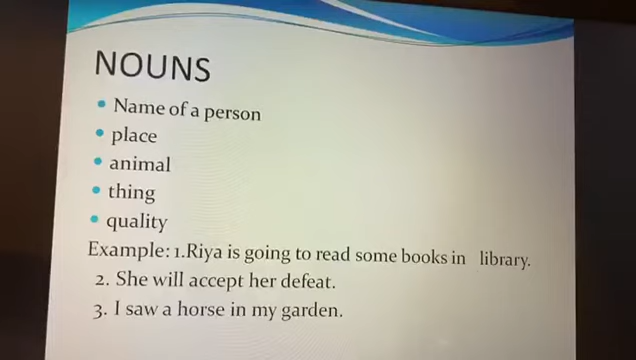 NOUNS
• Name of a person
• place
• animal
• thing
• quality
Example: 1.Riya is going to read some books in library.
2. She will accept her defeat.
3. I saw a horse in my garden.